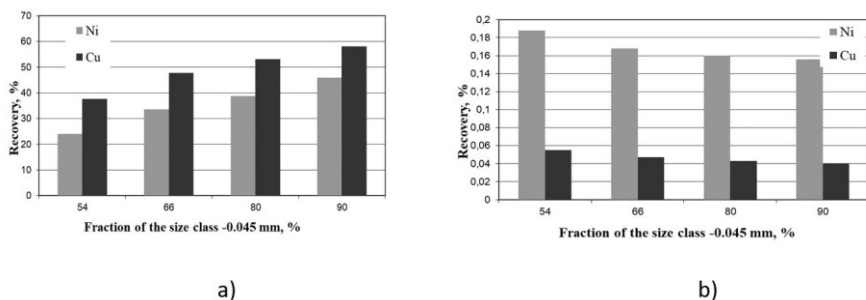 70
60
50
40
30
20
10
0
Recovery, %
Ni
Cu
54 66 80 90
Fraction of the size class -0.045 mm, %
a)
0,2
0,18
0,16
0,14
0,12
0,1
0,08
0,06
0,04
0,02
0
Recovery, %
Ni
Cu
54 66 80 90
Fraction of the size class -0.045 mm, %
b)